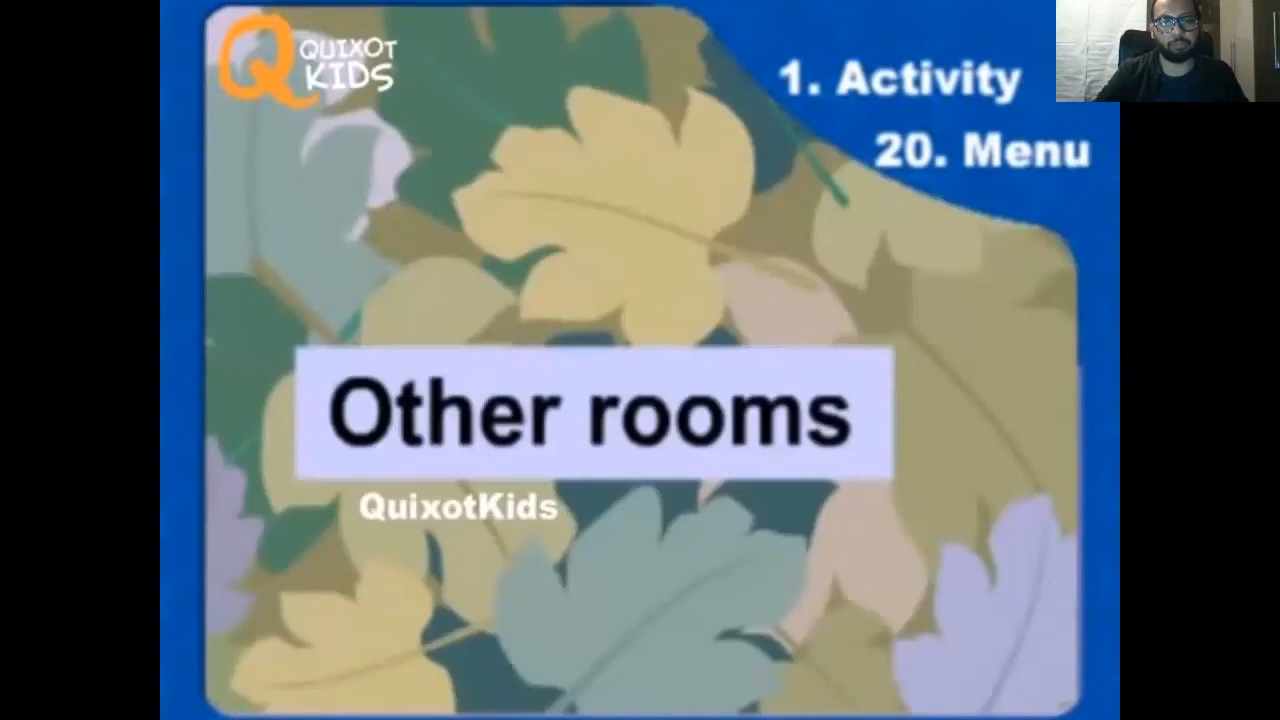 QUIXOT
KIDS
1. Activity
20. Menu
Other rooms
QuixotKids